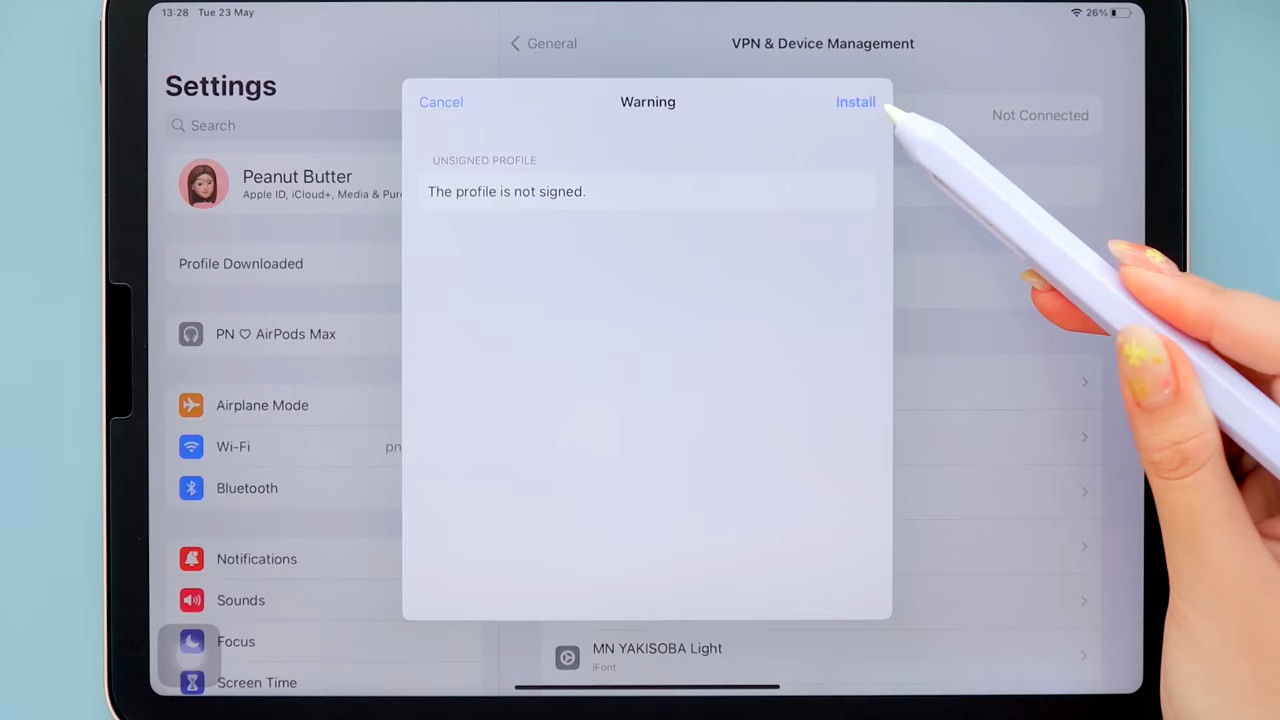 13:28 Tue 23 May
26%
General
VPN & Device Management
Settings
Search
Not Connected
Cancel
Warning
Install
UNSIGNED PROFILE
The profile is not signed.
Peanut Butter
Apple ID, iCloud+, Media & Pur
Profile Downloaded
PN ♡ AirPods Max
Airplane Mode
Wi-Fi
pn
Bluetooth
Notifications
Sounds
Focus
Screen Time
MN YAKISOBA Light
iFont